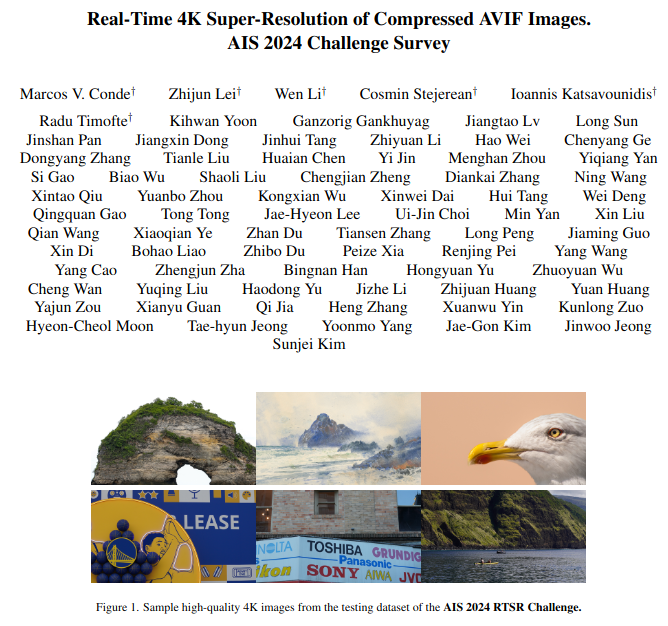 Real-Time 4K Super-Resolution of Compressed AVIF Images.
AIS 2024 Challenge Survey
Marcos V. Conde† Zhijun Lei† Wen Li† Cosmin Stejerean† Ioannis Katsavounidis†
Radu Timofte† Kihwan Yoon Ganzorig Gankhuyag Jiangtao Lv Long Sun
Jinshan Pan Jiangxin Dong Jinhui Tang Zhiyuan Li Hao Wei Chenyang Ge
Dongyang Zhang Tianle Liu Huaian Chen Yi Jin Menghan Zhou Yiqiang Yan
Si Gao Biao Wu Shaoli Liu Chengjian Zheng Diankai Zhang Ning Wang
Xintao Qiu Yuanbo Zhou Kongxian Wu Xinwei Dai Hui Tang Wei Deng
Qingquan Gao Tong Tong Jae-Hyeon Lee Ui-Jin Choi Min Yan Xin Liu
Qian Wang Xiaoqian Ye Zhan Du Tiansen Zhang Long Peng Jiaming Guo
Xin Di Bohao Liao Zhibo Du Peize Xia Renjing Pei Yang Wang
Yang Cao Zhengjun Zha Bingnan Han Hongyuan Yu Zhuoyuan Wu
Cheng Wan Yuqing Liu Haodong Yu Jizhe Li Zhijuan Huang Yuan Huang
Yajun Zou Xianyu Guan Qi Jia Heng Zhang Xuanwu Yin Kunlong Zuo
Hyeon-Cheol Moon Tae-hyun Jeong Yoonmo Yang Jae-Gon Kim Jinwoo Jeong
Sunjei Kim
LEASE
INOLTA TOSHIBA GRUNDIG
Panasonic
ikon SONY AIWA JVC
Figure 1. Sample high-quality 4K images from the testing dataset of the AIS 2024 RTSR Challenge.